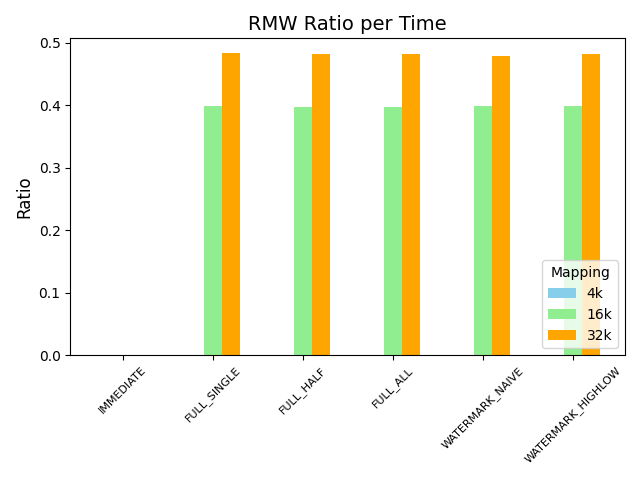 RMW Ratio per Time
Ratio
0.5
0.4
0.3
0.2
0.1
0.0
Mapping
4k
16k
32k
IMMEDIATE
FULL_SINGLE
FULL_HALF
FULL_ALL
WATERMARK_NAIVE
WATERMARK_HIGHLOW